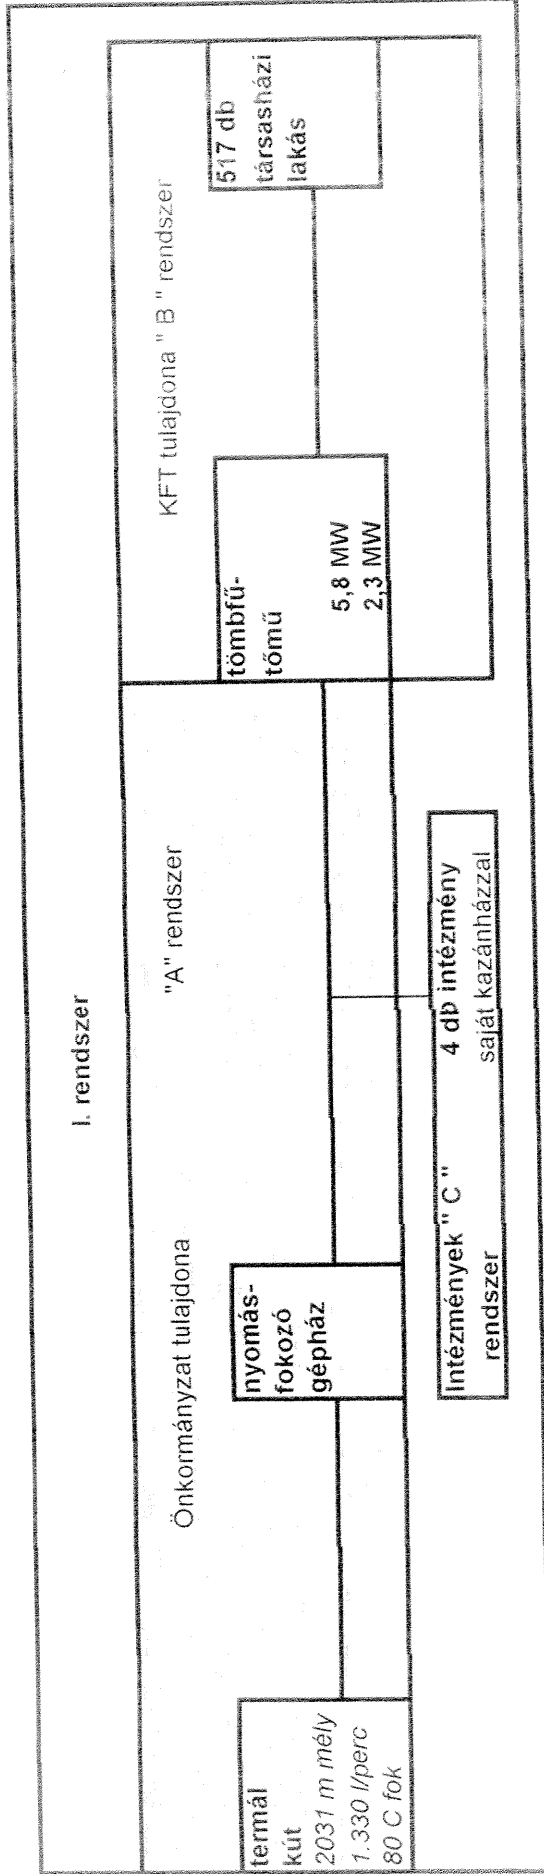 I. rendszer
Önkormányzat tulajdona
"A" rendszer
KFT tulajdona " B " rendszer
termál
kút
2031 m mély
1.330 l/perc
80 C fok
nyomás-
fokozó
gépház
tömbfű-
tőmű
5,8 MW
2,3 MW
517 db
társasházi
lakás
Intézmények " C "
rendszer
4 db intézmény
saját kazánházzal